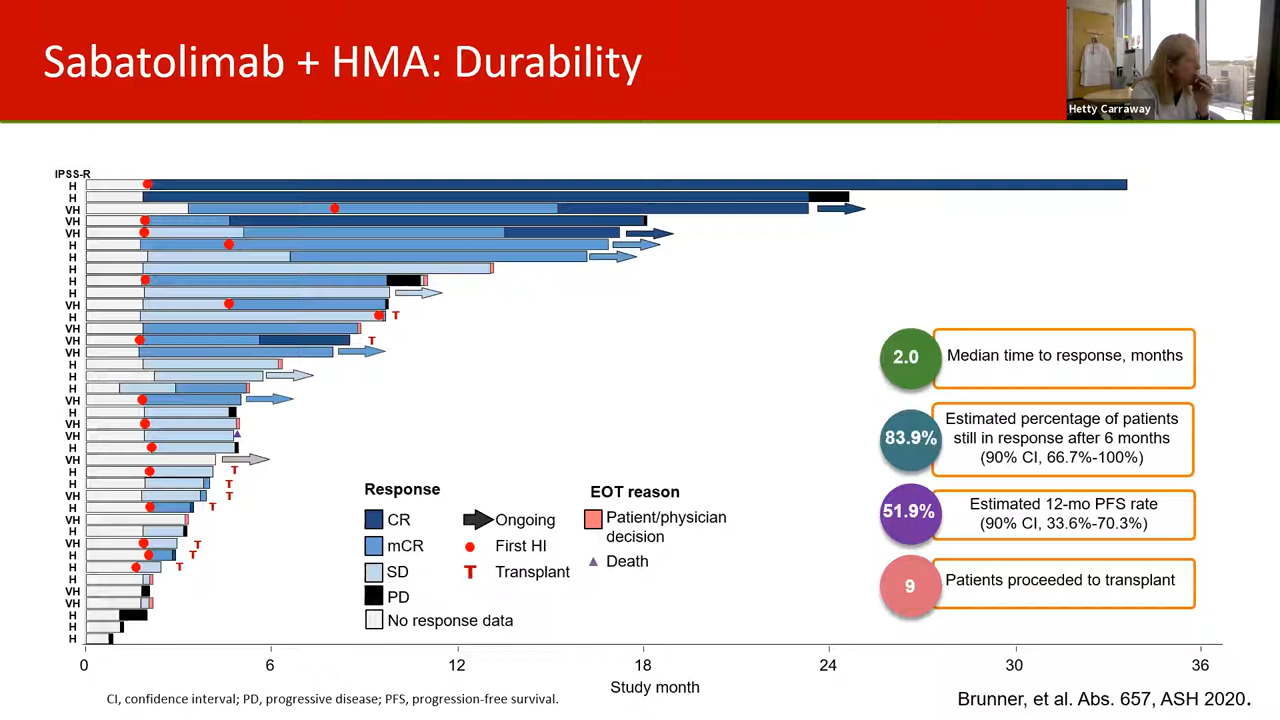 Sabatolimab + HMA: Durability
Hetty Carraway
IPSS-R
H
H
VH
VH
VH
H
H
H
H
H
VH
H T
VH
VH T
VH
H
H
H
VH
H
VH
VH
H
VH
H T
H T
VH T
H T
VH
H
VH T
H T
H T
H
VH
VH
H
H
H
Response
CR
mCR
SD
PD
No response data
Ongoing
First HI
T Transplant
EOT reason
Patient/physician
decision
Death
2.0
Median time to response, months
83.9%
Estimated percentage of patients
still in response after 6 months
(90% CI, 66.7%-100%)
51.9%
Estimated 12-mo PFS rate
(90% CI, 33.6%-70.3%)
9
Patients proceeded to transplant
0 6 12 18 24 30 36
Study month
CI, confidence interval; PD, progressive disease; PFS, progression-free survival.
Brunner, et al. Abs. 657, ASH 2020.